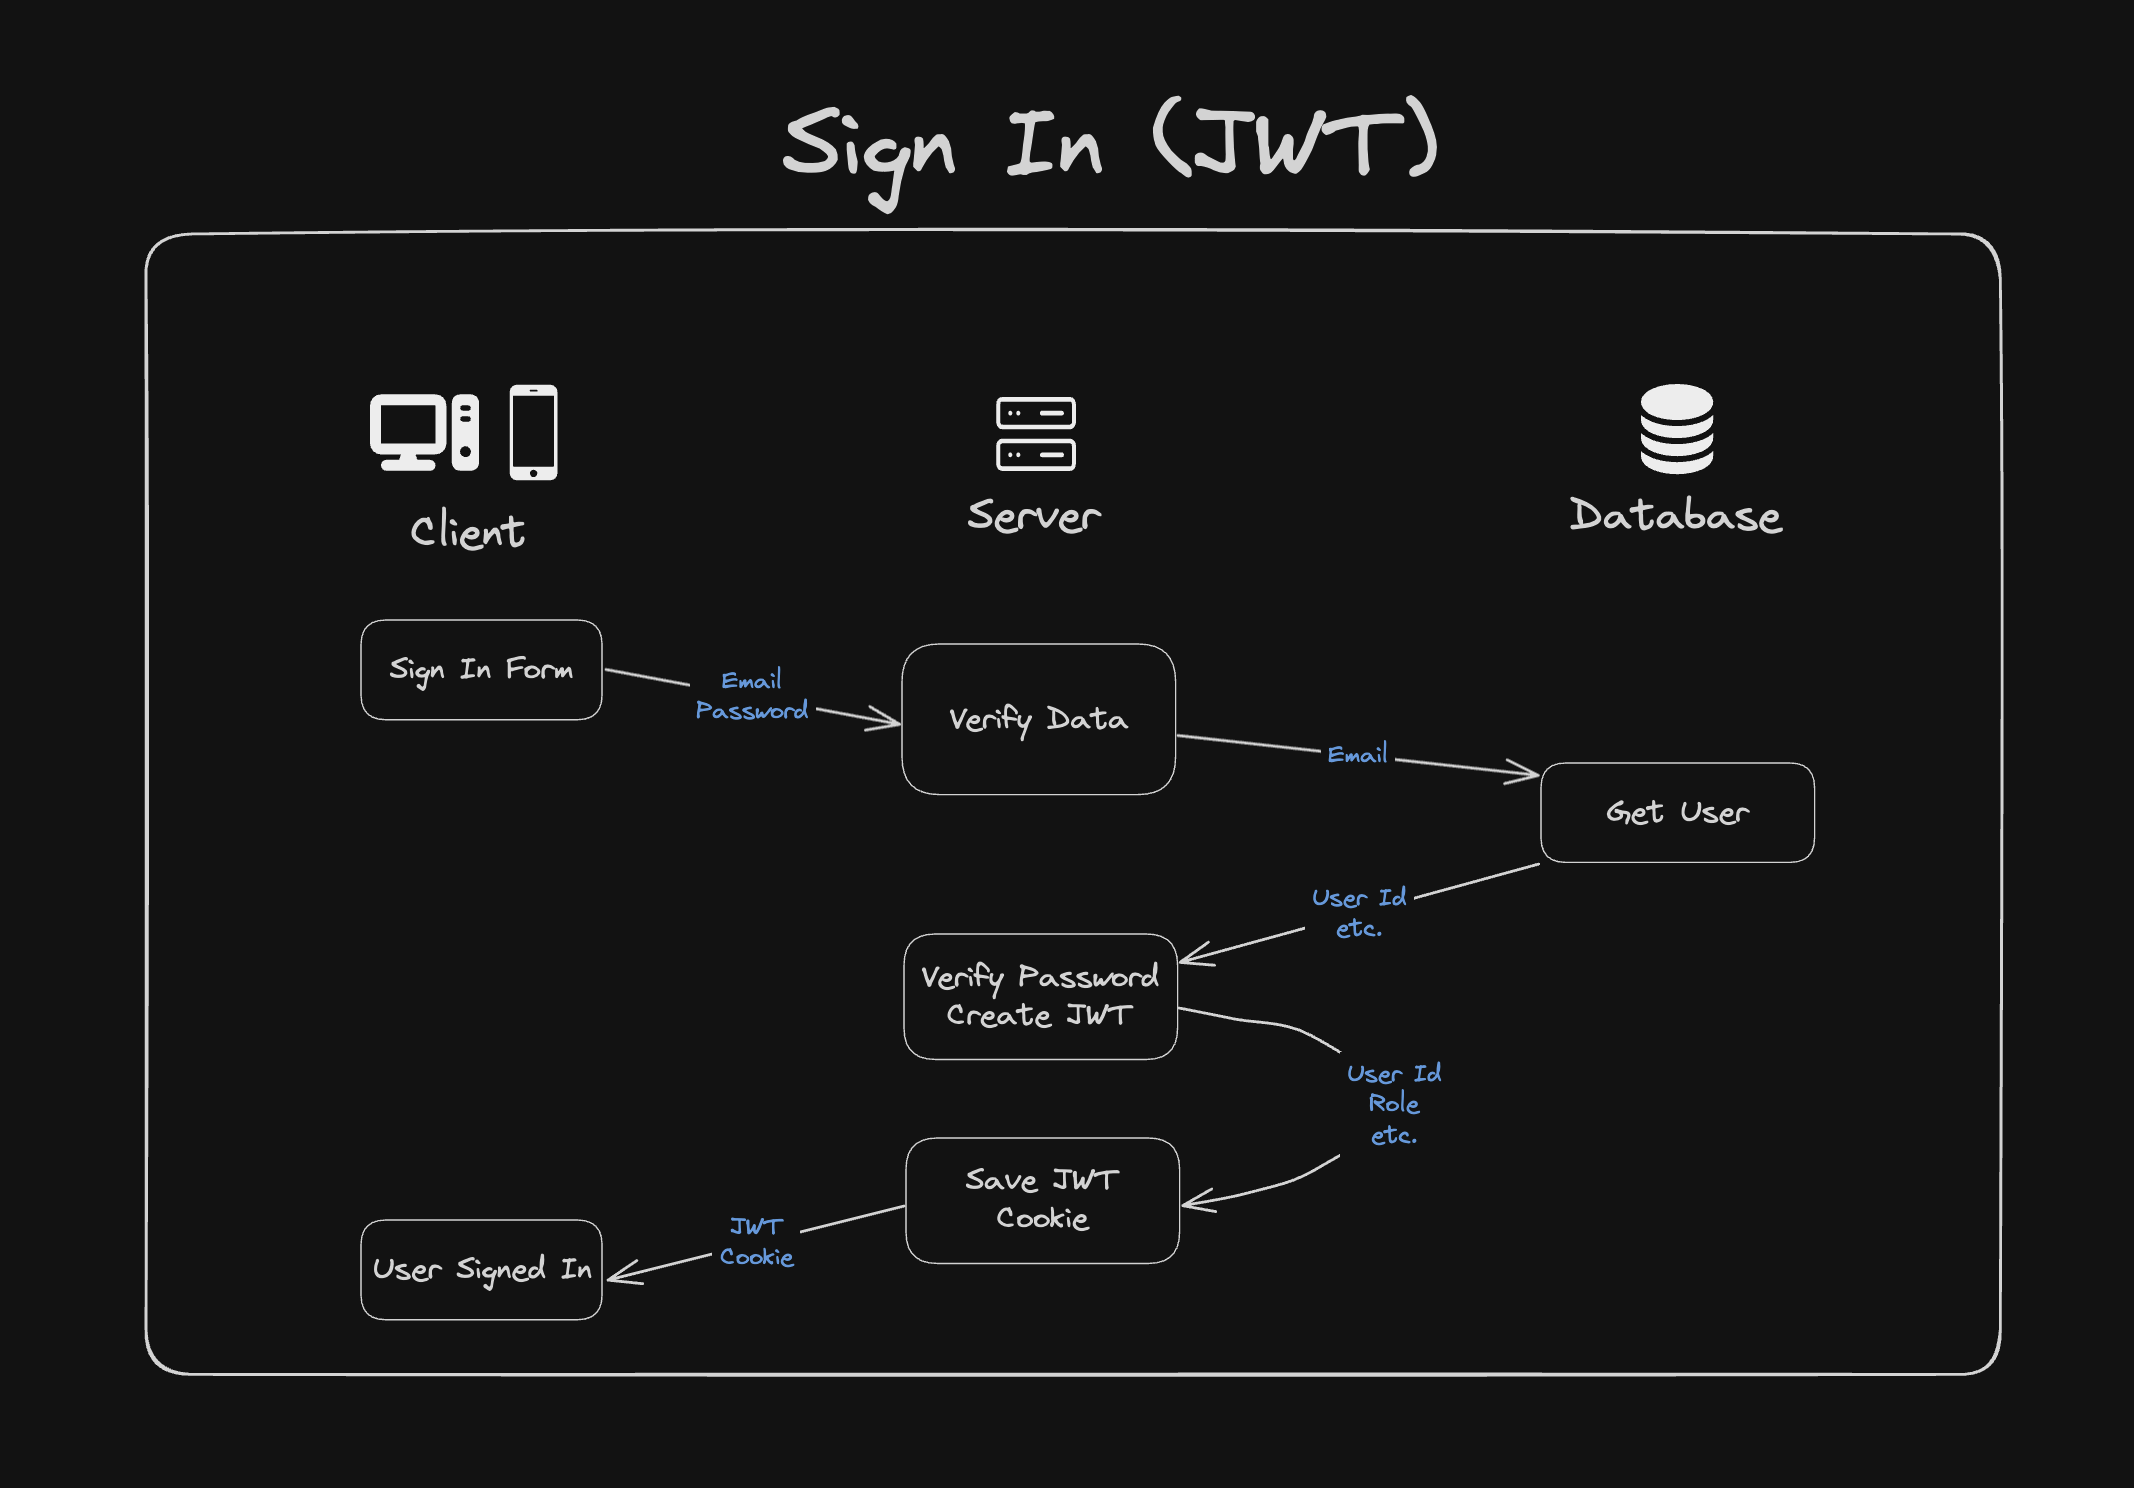 Sign In (JWT)
Client
Server
Database
Sign In Form
Email
Password
Verify Data
Email
Get User
User Id
etc.
Verify Password
Create JWT
User Id
Role
etc.
Save JWT
Cookie
JWT
Cookie
User Signed In